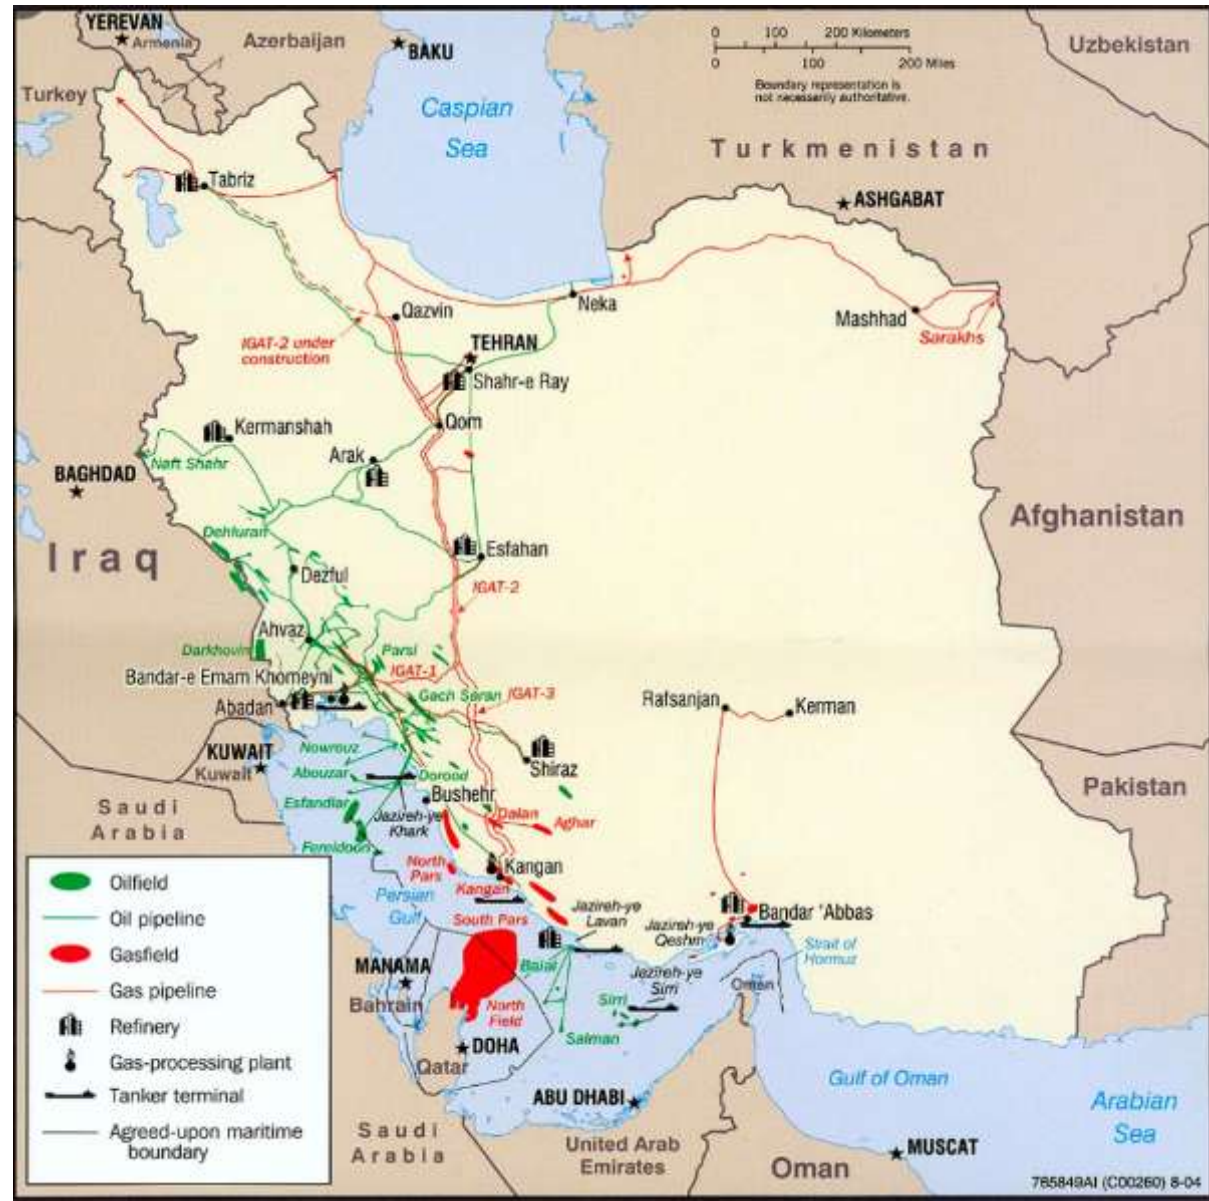 YEREVAN
Armenia
Azerbaijan
BAKU
Turkey
Caspian
Sea
0 100 200 Kilometers
0 100 200 Miles
Boundary representation is
not necessarily authoritative.
Uzbekistan
Turkmenistan
ASHGABAT
Tabriz
Qazvin
Neka
Mashhad
Sarakhs
IGAT-2 under
construction
TEHRAN
Shahr-e Ray
Qom
Kermanshah
Arak
Naft Shahr
BAGHDAD
Iraq
Dehluran
Esfahan
Afghanistan
Dezful
IGAT-2
Ahvaz
Darkhovin
Parsi
IGAT-1
Bandar-e Emam Khomeyni
Gach Saran
IGAT-3
Abadan
Rafsanjan
Kerman
KUWAIT
Kuwait
Nowrouz
Abouzar
Dorood
Shiraz
Pakistan
Saudi
Arabia
Esfandiar
Bushehr
Jazireh-ye
Khark
Dalan
Aghar
Fereidoon
North
Pars
Kangan
Kangan
Persian
Gulf
South Pars
Jazireh-ye
Lavan
Jazireh-ye
Qeshm
Bandar 'Abbas
Strait of
Hormuz
MANAMA
Bahrain
Balal
Jazireh-ye
Sirri
Oman
North
Field
Sirri
Salman
DOHA
Qatar
ABU DHABI
Gulf of Oman
Arabian
Sea
Saudi
Arabia
United Arab
Emirates
Oman
MUSCAT
Oilfield
Oil pipeline
Gasfield
Gas pipeline
Refinery
Gas-processing plant
Tanker terminal
Agreed-upon maritime
boundary
765849AI (C00260) 8-04